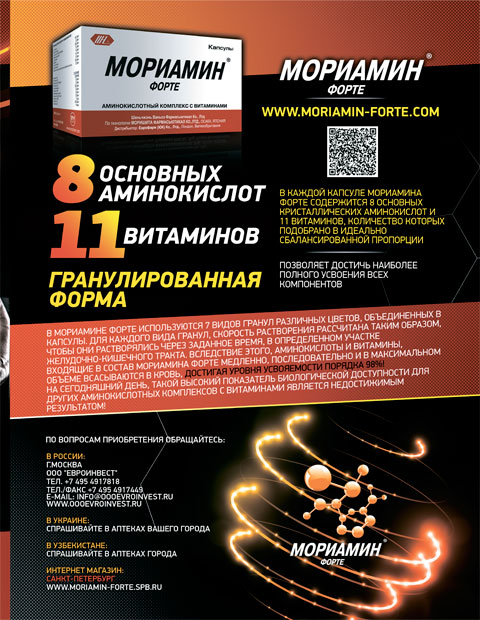 Капсулы
МОРИАМИН®
ФОРТЕ
АМИНОКИСЛОТНЫЙ КОМПЛЕКС С ВИТАМИНАМИ
МОРИАМИН®
ФОРТЕ
WWW.MORIAMIN-FORTE.COM
8 ОСНОВНЫХ
АМИНОКИСЛОТ
11 ВИТАМИНОВ
ГРАНУЛИРОВАННАЯ
ФОРМА
В КАЖДОЙ КАПСУЛЕ МОРИАМИНА
ФОРТЕ СОДЕРЖИТСЯ 8 ОСНОВНЫХ
КРИСТАЛЛИЧЕСКИХ АМИНОКИСЛОТ И
11 ВИТАМИНОВ, КОЛИЧЕСТВО КОТОРЫХ
ПОДОБРАНО В ИДЕАЛЬНО
СБАЛАНСИРОВАННОЙ ПРОПОРЦИИ
ПОЗВОЛЯЕТ ДОСТИЧЬ НАИБОЛЕЕ
ПОЛНОГО УСВОЕНИЯ ВСЕХ
КОМПОНЕНТОВ
В МОРИАМИНЕ ФОРТЕ ИСПОЛЬЗУЮТСЯ 7 ВИДОВ ГРАНУЛ РАЗЛИЧНЫХ ЦВЕТОВ, ОБЪЕДИНЕННЫХ В
КАПСУЛЫ. ДЛЯ КАЖДОГО ВИДА ГРАНУЛ, СКОРОСТЬ РАСТВОРЕНИЯ РАССЧИТАНА ТАКИМ ОБРАЗОМ,
ЧТОБЫ ОНИ РАСТВОРЯЛИСЬ ЧЕРЕЗ ЗАДАННОЕ ВРЕМЯ, В ОПРЕДЕЛЕННОМ УЧАСТКЕ
ЖЕЛУДОЧНО-КИШЕЧНОГО ТРАКТА. ВСЛЕДСТВИЕ ЭТОГО, АМИНОКИСЛОТЫ И ВИТАМИНЫ,
ВХОДЯЩИЕ В СОСТАВ МОРИАМИНА ФОРТЕ МЕДЛЕННО, ПОСЛЕДОВАТЕЛЬНО И В МАКСИМАЛЬНОМ
ОБЪЕМЕ ВСАСЫВАЮТСЯ В КРОВЬ, ДОСТИГАЯ УРОВНЯ УСВОЯЕМОСТИ ПОРЯДКА 98%!
НА СЕГОДНЯШНИЙ ДЕНЬ, ТАКОЙ ВЫСОКИЙ ПОКАЗАТЕЛЬ БИОЛОГИЧЕСКОЙ ДОСТУПНОСТИ ДЛЯ
ДРУГИХ АМИНОКИСЛОТНЫХ КОМПЛЕКСОВ С ВИТАМИНАМИ ЯВЛЯЕТСЯ НЕДОСТИЖИМЫМ
РЕЗУЛЬТАТОМ!
ПО ВОПРОСАМ ПРИОБРЕТЕНИЯ ОБРАЩАЙТЕСЬ:
В РОССИИ:
Г.МОСКВА
ООО "ЕВРОИНВЕСТ"
ТЕЛ. +7 495 4917818
ТЕЛ./ФАКС +7 495 4917449
E-MAIL: INFO@OOOEVROINVEST.RU
WWW.OOOEVROINVEST.RU
В УКРАИНЕ:
СПРАШИВАЙТЕ В АПТЕКАХ ВАШЕГО ГОРОДА
В УЗБЕКИСТАНЕ:
СПРАШИВАЙТЕ В АПТЕКАХ ГОРОДА
ИНТЕРНЕТ МАГАЗИН:
САНКТ-ПЕТЕРБУРГ
WWW.MORIAMIN-FORTE.SPB.RU
МОРИАМИН®
ФОРТЕ